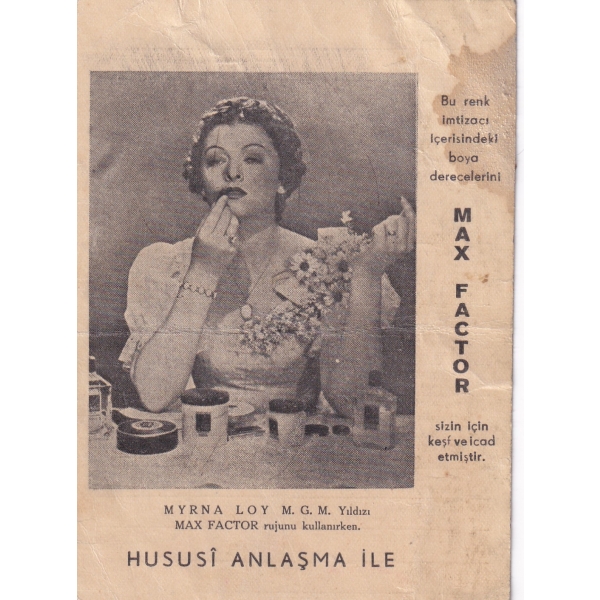 Bu renk
imtizacı
içerisindeki
boya
derecelerini
MAX FACTOR
sizin için
keşf ve icad
etmiştir.
MYRNA LOY M. G. M. Yıldızı
MAX FACTOR rujunu kullanırken.
HUSUSÎ ANLAŞMA İLE